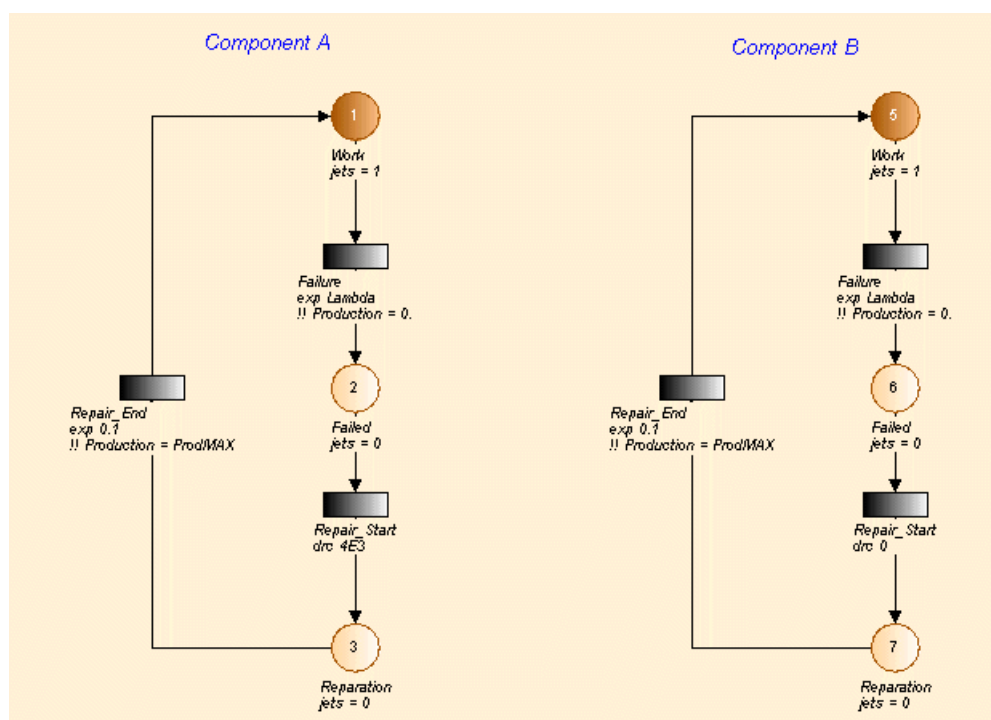 Component A
1
Work
jets = 1
Failure
exp Lambda
!! Production = 0.
2
Failed
jets = 0
Repair_End
exp 0.1
!! Production = ProdMAX
Repair_Start
drc 4E3
3
Reparation
jets = 0
Component B
5
Work
jets = 1
Failure
exp Lambda
!! Production = 0.
6
Failed
jets = 0
Repair_End
exp 0.1
!! Production = ProdMAX
Repair_Start
drc 0
7
Reparation
jets = 0